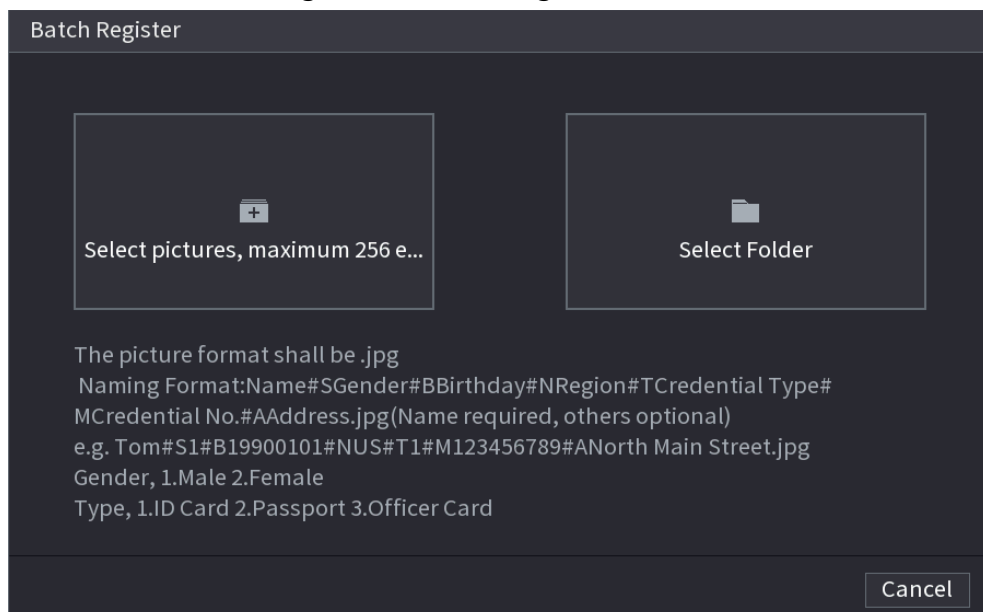 Batch Register
Select pictures, maximum 256 e...
Select Folder
The picture format shall be .jpg
Naming Format:Name#SGender#BBirthday#NRegion#TCredential Type#
MCredential No.#AAddress.jpg(Name required, others optional)
e.g. Tom#S1#B19900101#NUS#T1#M123456789#ANorth Main Street.jpg
Gender, 1.Male 2.Female
Type, 1.ID Card 2.Passport 3.Officer Card
Cancel